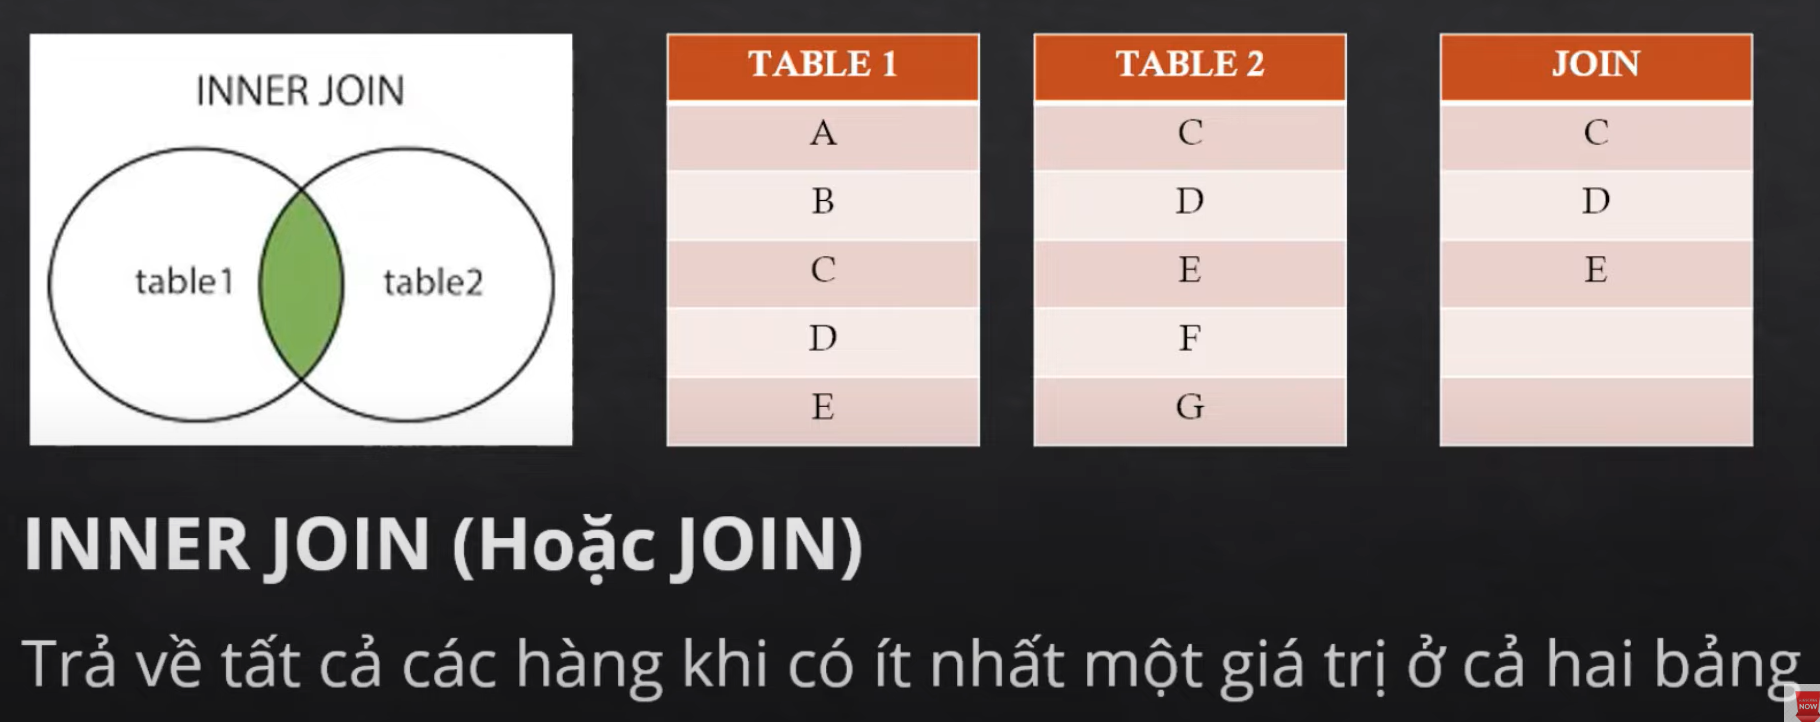 INNER JOIN
table1
table2
TABLE 1
A
B
C
D
E
TABLE 2
C
D
E
F
G
JOIN
C
D
E
INNER JOIN (Hoặc JOIN)
Trả về tất cả các hàng khi có ít nhất một giá trị ở cả hai bảng
NOW